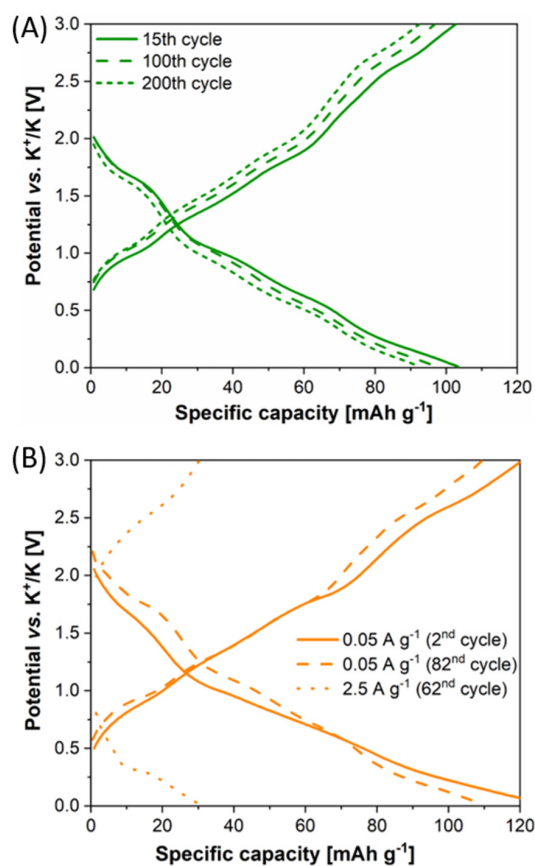 (A)
3.0
2.5
2.0
1.5
1.0
0.5
0.0
Potential vs. K⁺/K [V]
15th cycle
100th cycle
200th cycle
0 20 40 60 80 100 120
Specific capacity [mAh g⁻¹]
(B)
3.0
2.5
2.0
1.5
1.0
0.5
0.0
Potential vs. K⁺/K [V]
0.05 A g⁻¹ (2ⁿᵈ cycle)
0.05 A g⁻¹ (82ⁿᵈ cycle)
2.5 A g⁻¹ (62ⁿᵈ cycle)
0 20 40 60 80 100 120
Specific capacity [mAh g⁻¹]